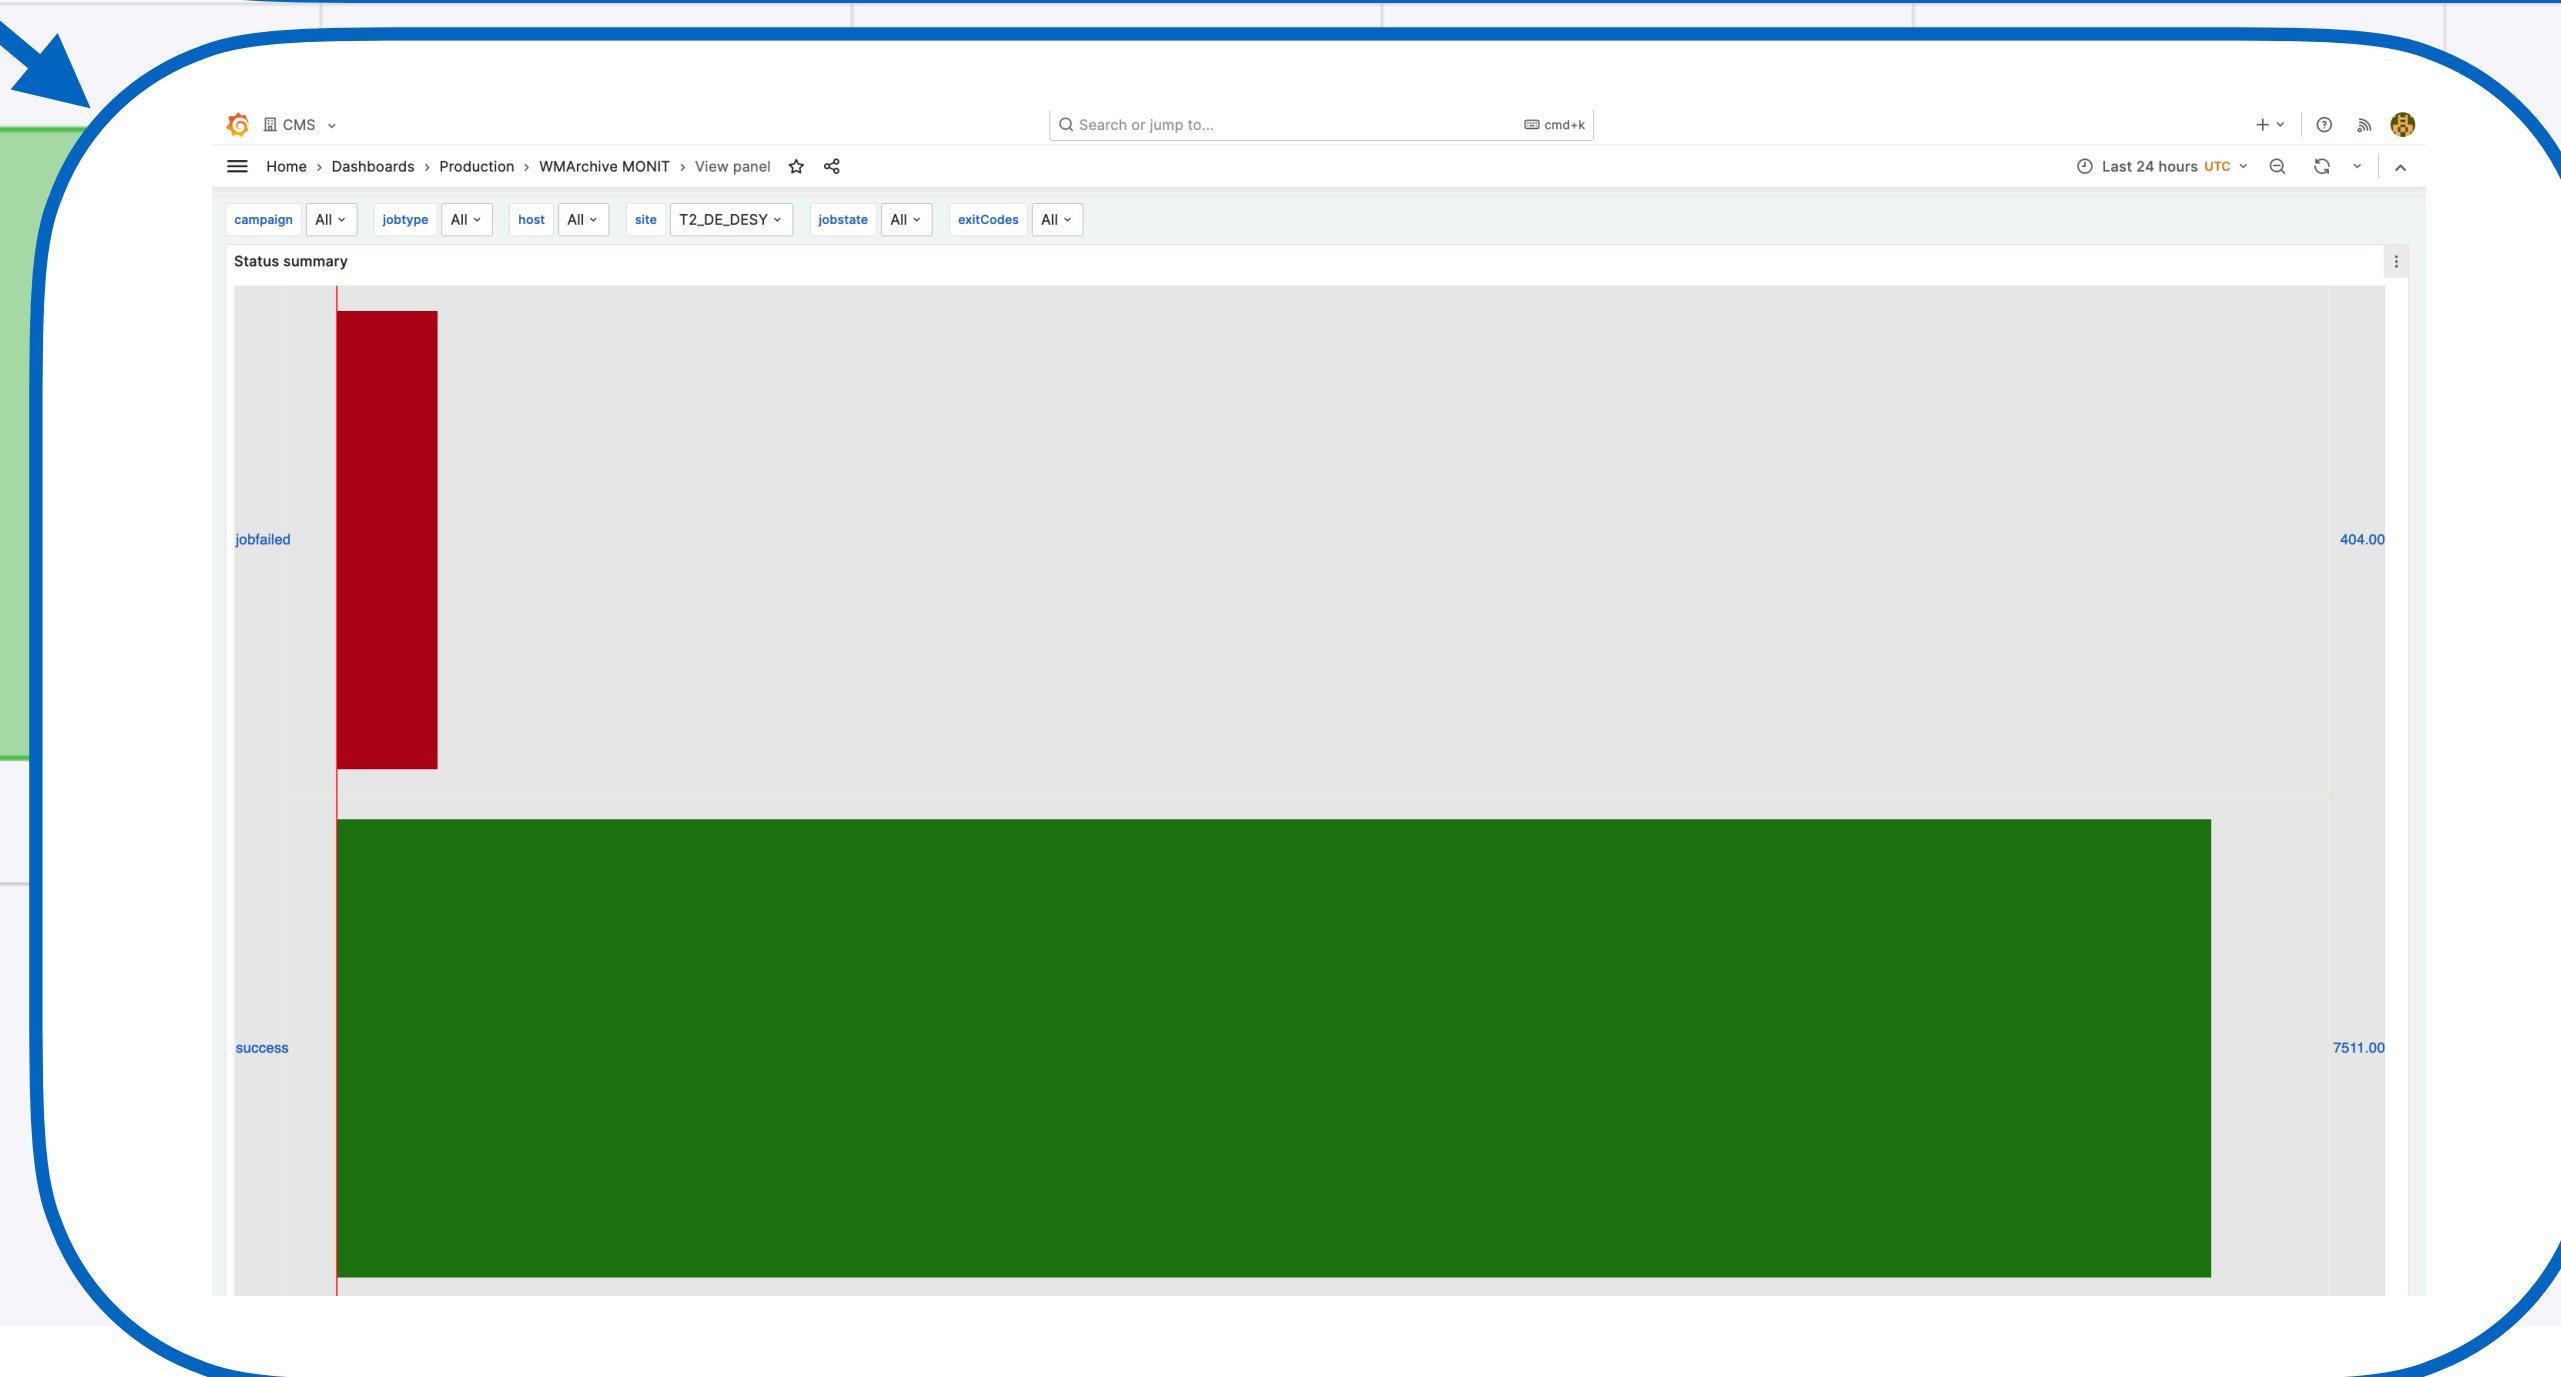 CMS
Search or jump to...
cmd+k
Home › Dashboards › Production › WMArchive MONIT › View panel
Last 24 hours UTC
campaign All jobtype All host All site T2_DE_DESY jobstate All exitCodes All
Status summary
jobfailed 404.00
success 7511.00